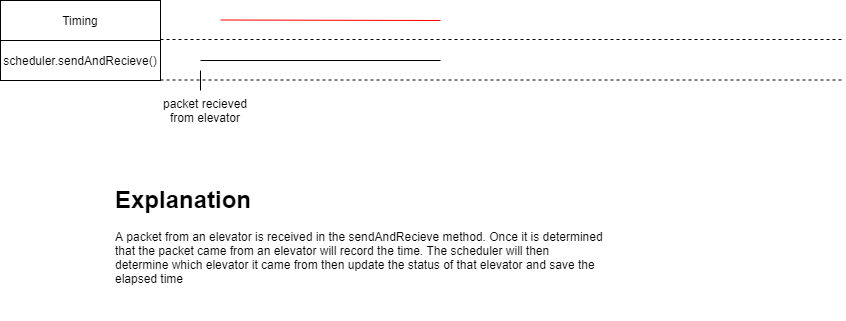 Timing
scheduler.sendAndRecieve()
packet recieved
from elevator
Explanation
A packet from an elevator is received in the sendAndRecieve method. Once it is determined
that the packet came from an elevator will record the time. The scheduler will then
determine which elevator it came from then update the status of that elevator and save the
elapsed time